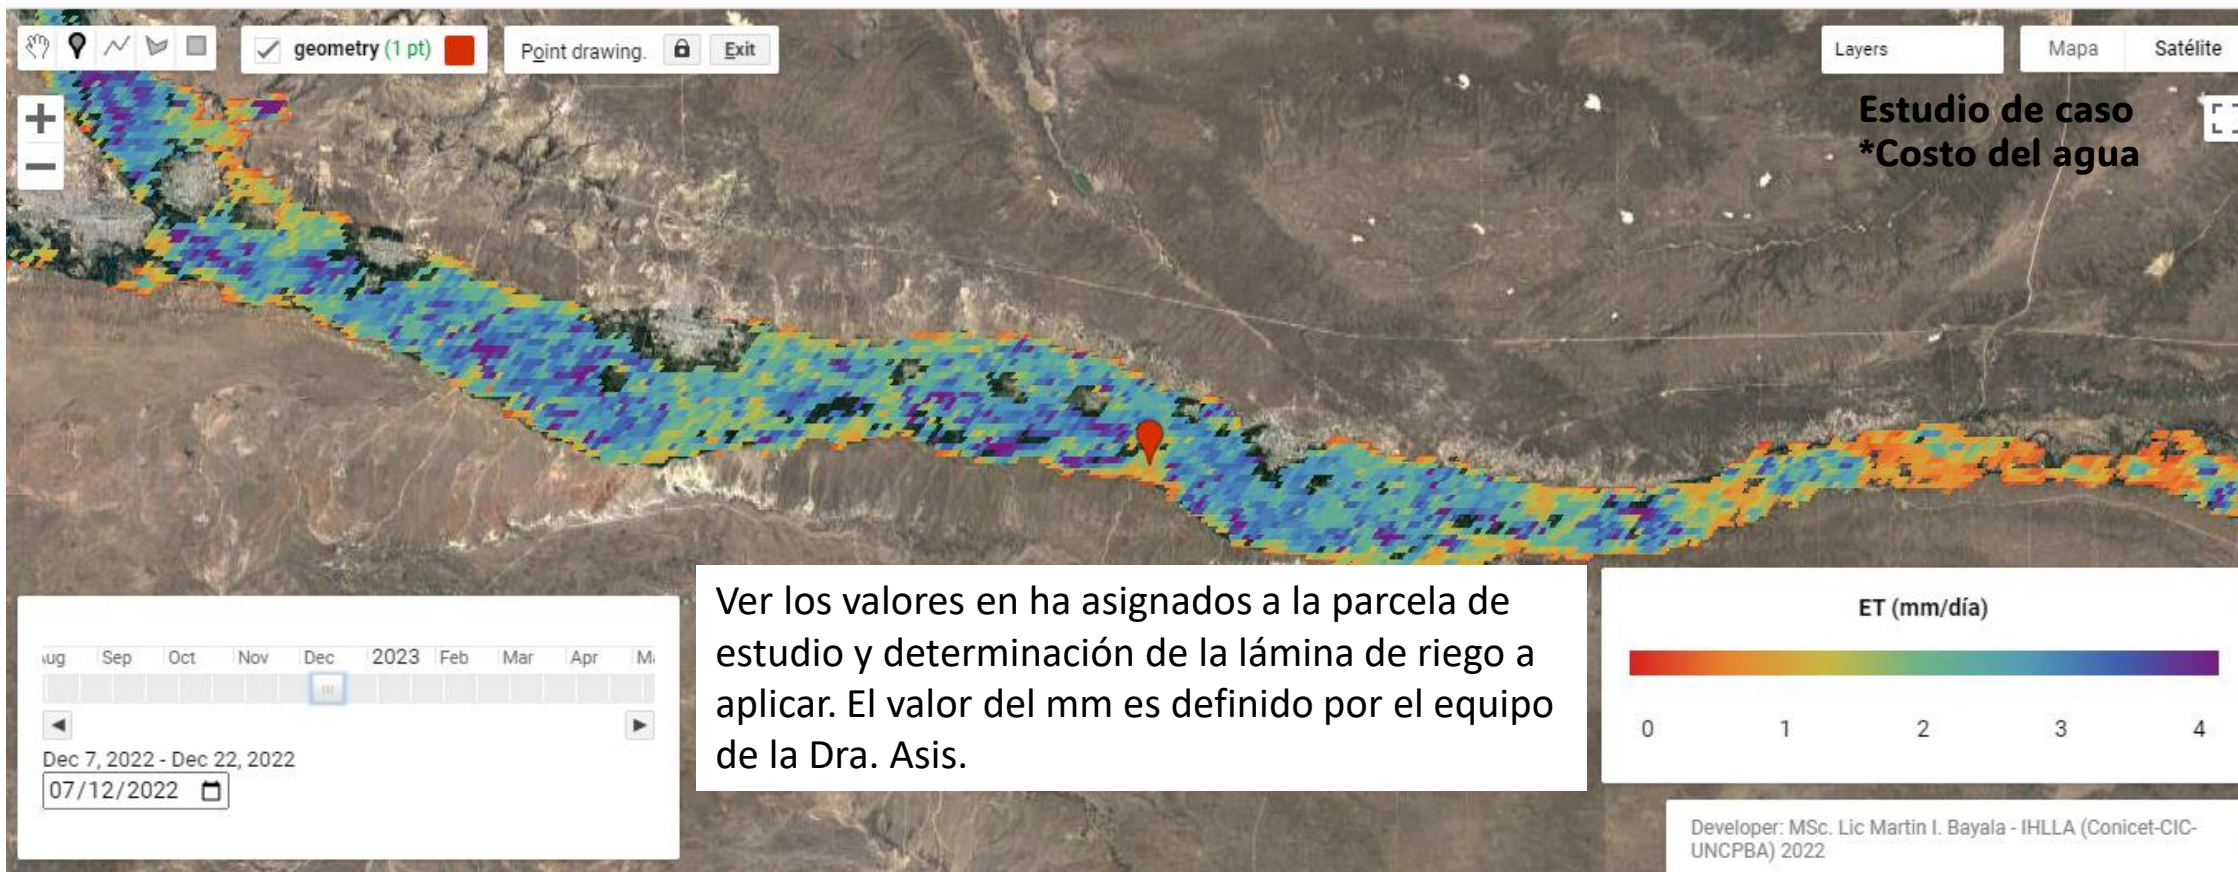 geometry (1 pt)
Point drawing. Exit
Layers
Mapa Satélite
Estudio de caso
*Costo del agua
Sep Oct Nov Dec 2023 Feb Mar Apr
Dec 7, 2022 - Dec 22, 2022
07/12/2022
Ver los valores en ha asignados a la parcela de
estudio y determinación de la lámina de riego a
aplicar. El valor del mm es definido por el equipo
de la Dra. Asis.
ET (mm/día)
0 1 2 3 4
Developer: MSc. Lic Martin I. Bayala - IHLLA (Conicet-CIC-
UNCPBA) 2022